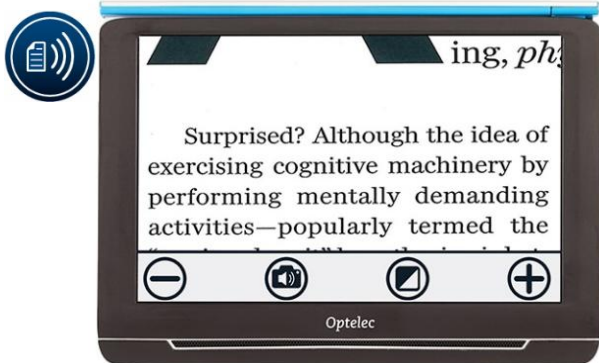 ing, ph
Surprised? Although the idea of
exercising cognitive machinery by
performing mentally demanding
activities—popularly termed the
Optelec